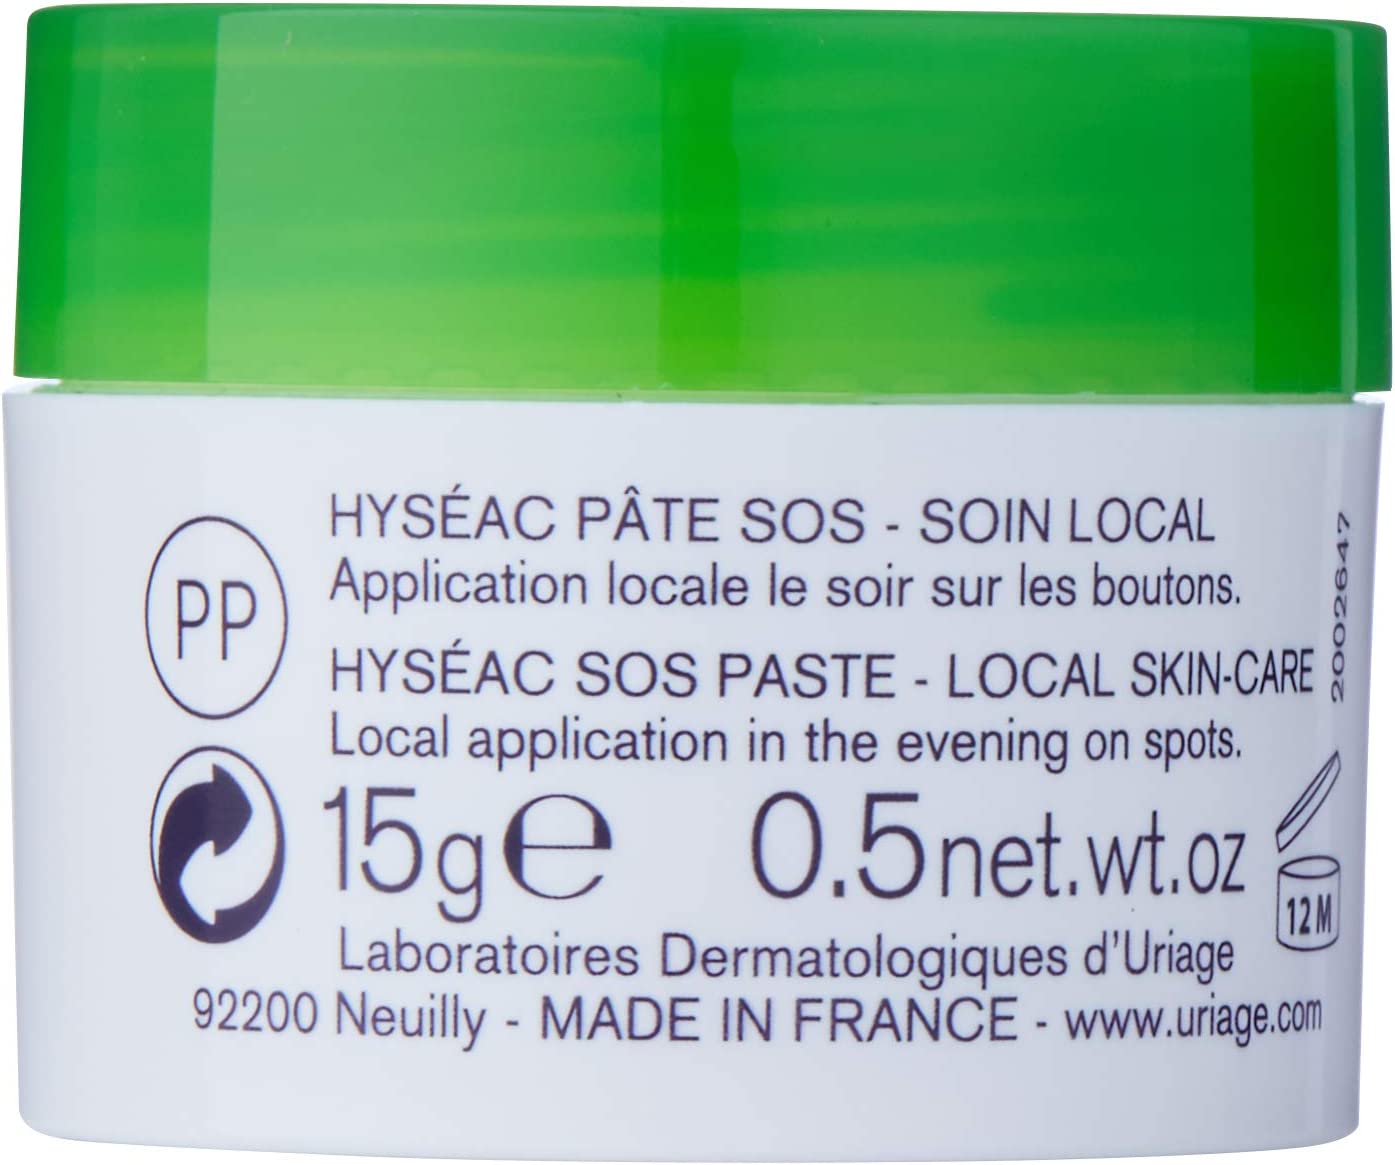 HYSÉAC PÂTE SOS - SOIN LOCAL
Application locale le soir sur les boutons.
PP
HYSÉAC SOS PASTE - LOCAL SKIN-CARE
Local application in the evening on spots.
2002647
15g e 0.5net.wt.oz
12 M
Laboratoires Dermatologiques d'Uriage
92200 Neuilly - MADE IN FRANCE - www.uriage.com